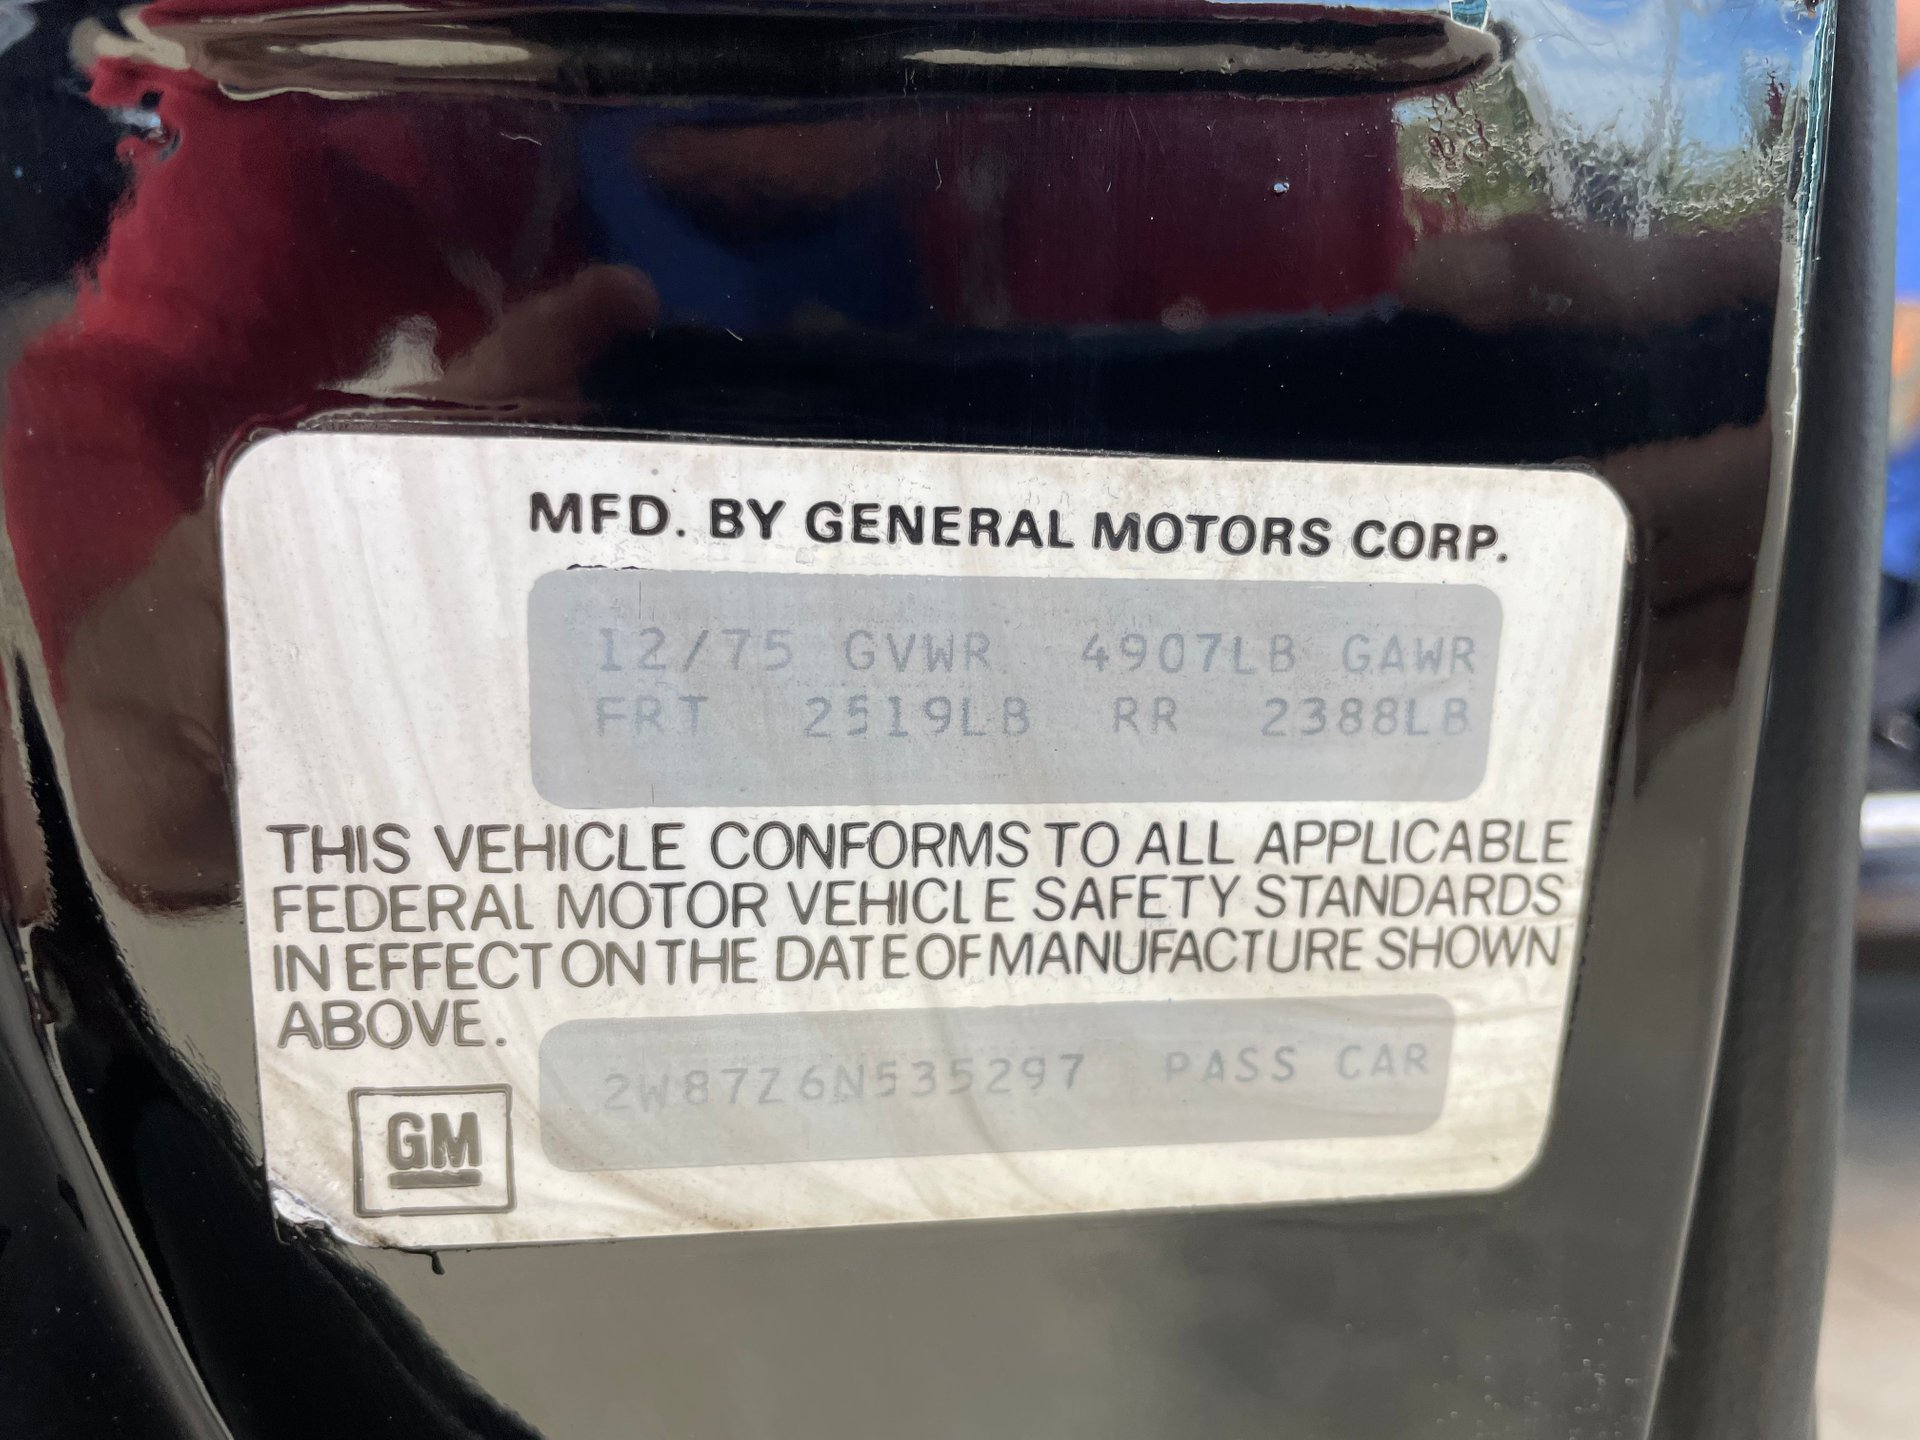 MFD. BY GENERAL MOTORS CORP.
12/75 GVWR 4907LB GAWR
FRT 2519LB RR 2388LB
THIS VEHICLE CONFORMS TO ALL APPLICABLE
FEDERAL MOTOR VEHICLE SAFETY STANDARDS
IN EFFECT ON THE DATE OF MANUFACTURE SHOWN
ABOVE.
2W87Z6N535297 PASS CAR
GM